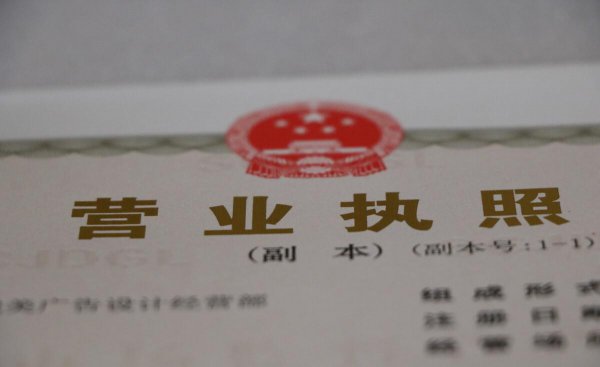 营业执照
(副 本) (副本号:1-1)
美广告设计经营部
组成形式
注册日期
经营场所